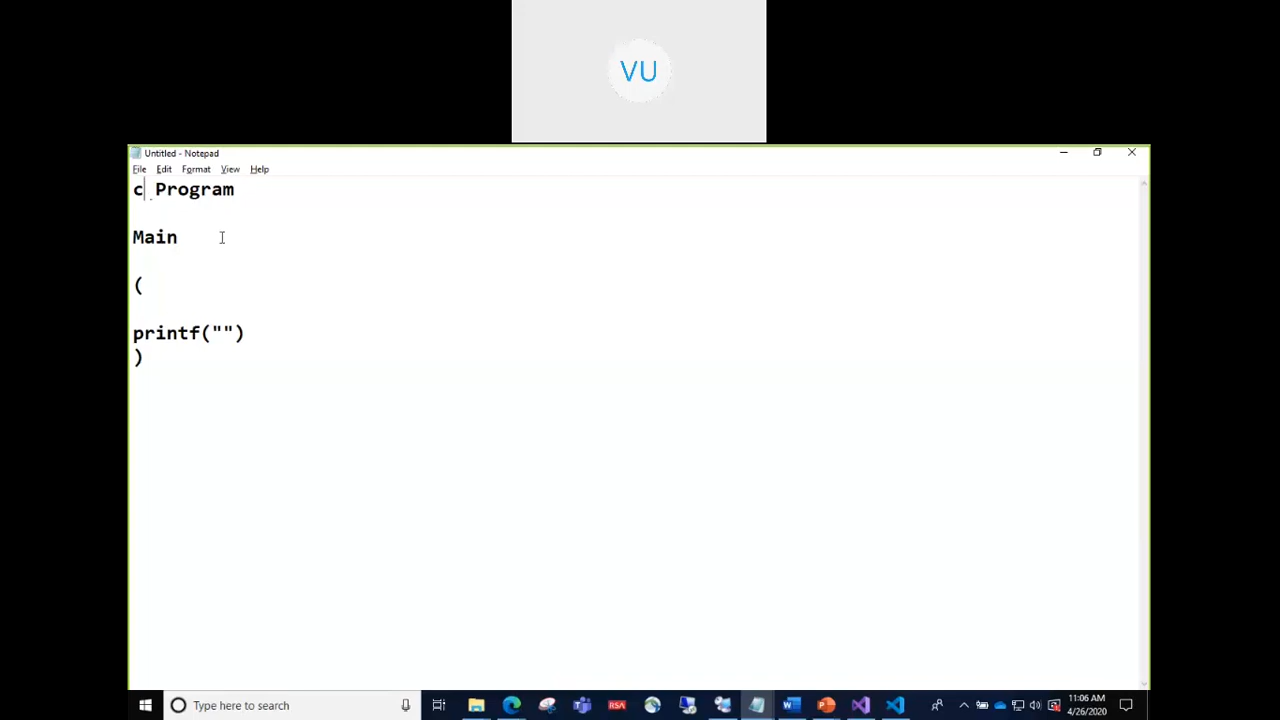 VU
Untitled - Notepad
File Edit Format View Help
c Program
Main
(
printf("")
)
Type here to search
RSA
11:06 AM
4/26/2020